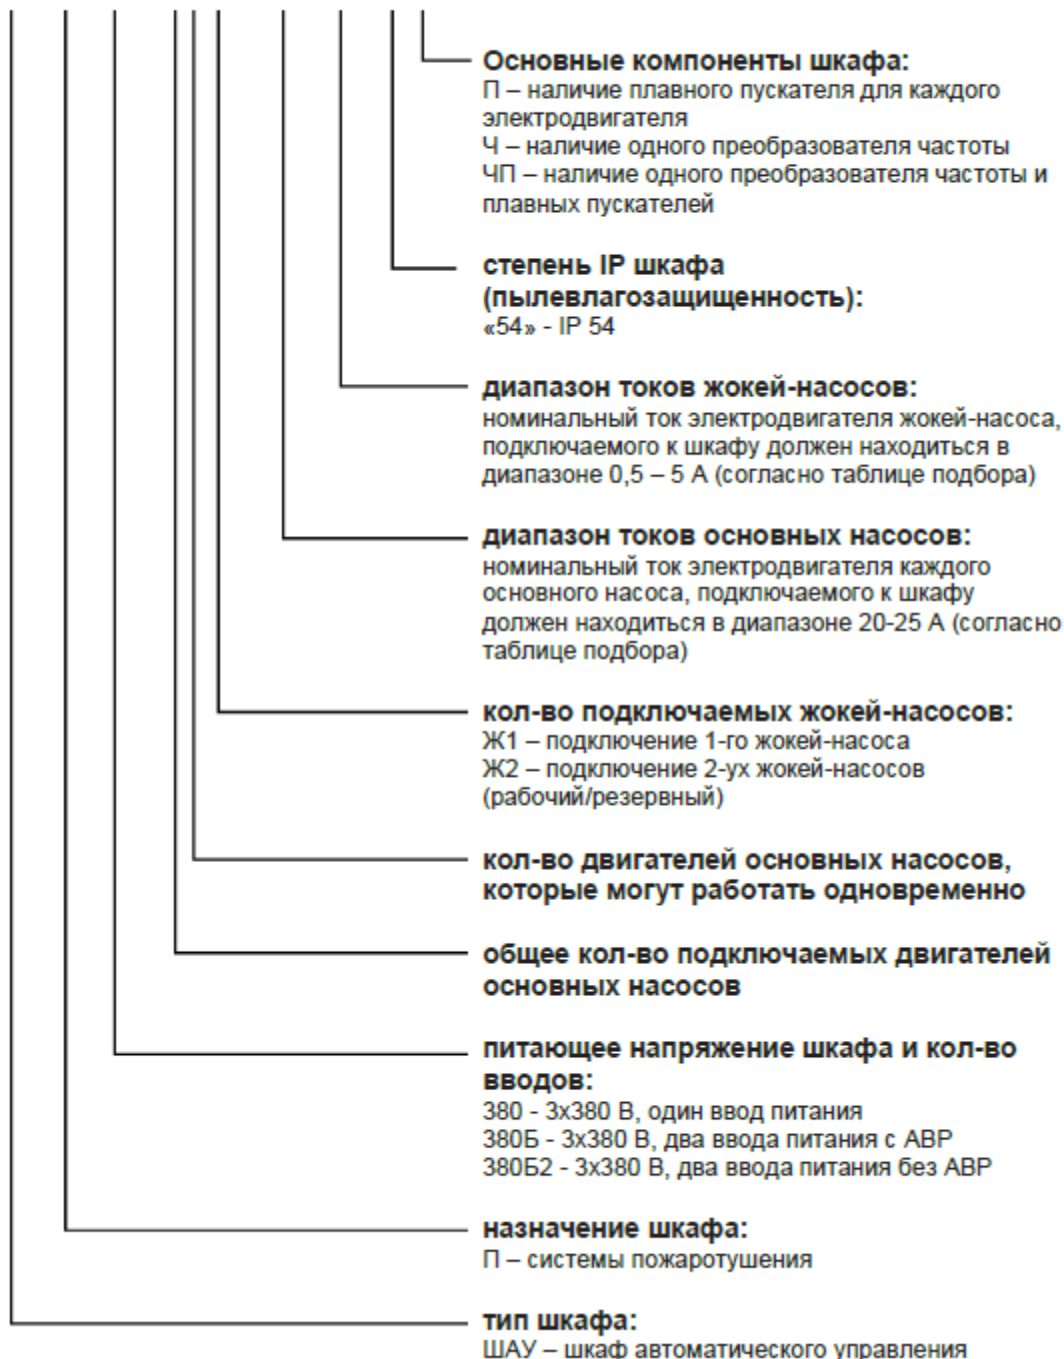 Основные компоненты шкафа:
П – наличие плавного пускателя для каждого
электродвигателя
Ч – наличие одного преобразователя частоты
ЧП – наличие одного преобразователя частоты и
плавных пускателей
степень IP шкафа
(пылевлагозащищенность):
«54» - IP 54
диапазон токов жокей-насосов:
номинальный ток электродвигателя жокей-насоса,
подключаемого к шкафу должен находиться в
диапазоне 0,5 – 5 А (согласно таблице подбора)
диапазон токов основных насосов:
номинальный ток электродвигателя каждого
основного насоса, подключаемого к шкафу
должен находиться в диапазоне 20-25 А (согласно
таблице подбора)
кол-во подключаемых жокей-насосов:
Ж1 – подключение 1-го жокей-насоса
Ж2 – подключение 2-ух жокей-насосов
(рабочий/резервный)
кол-во двигателей основных насосов,
которые могут работать одновременно
общее кол-во подключаемых двигателей
основных насосов
питающее напряжение шкафа и кол-во
вводов:
380 - 3x380 В, один ввод питания
380Б - 3x380 В, два ввода питания с АВР
380Б2 - 3x380 В, два ввода питания без АВР
назначение шкафа:
П – системы пожаротушения
тип шкафа:
ШАУ – шкаф автоматического управления